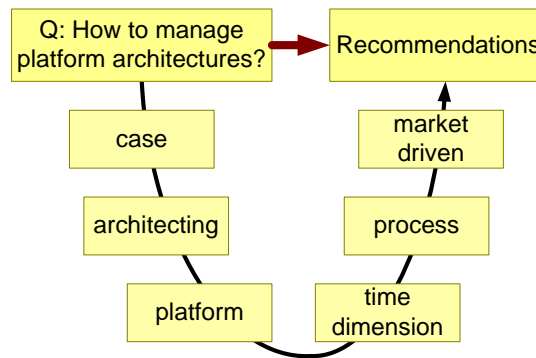 Q: How to manage
platform architectures?
Recommendations
case
market
driven
architecting
process
platform
time
dimension